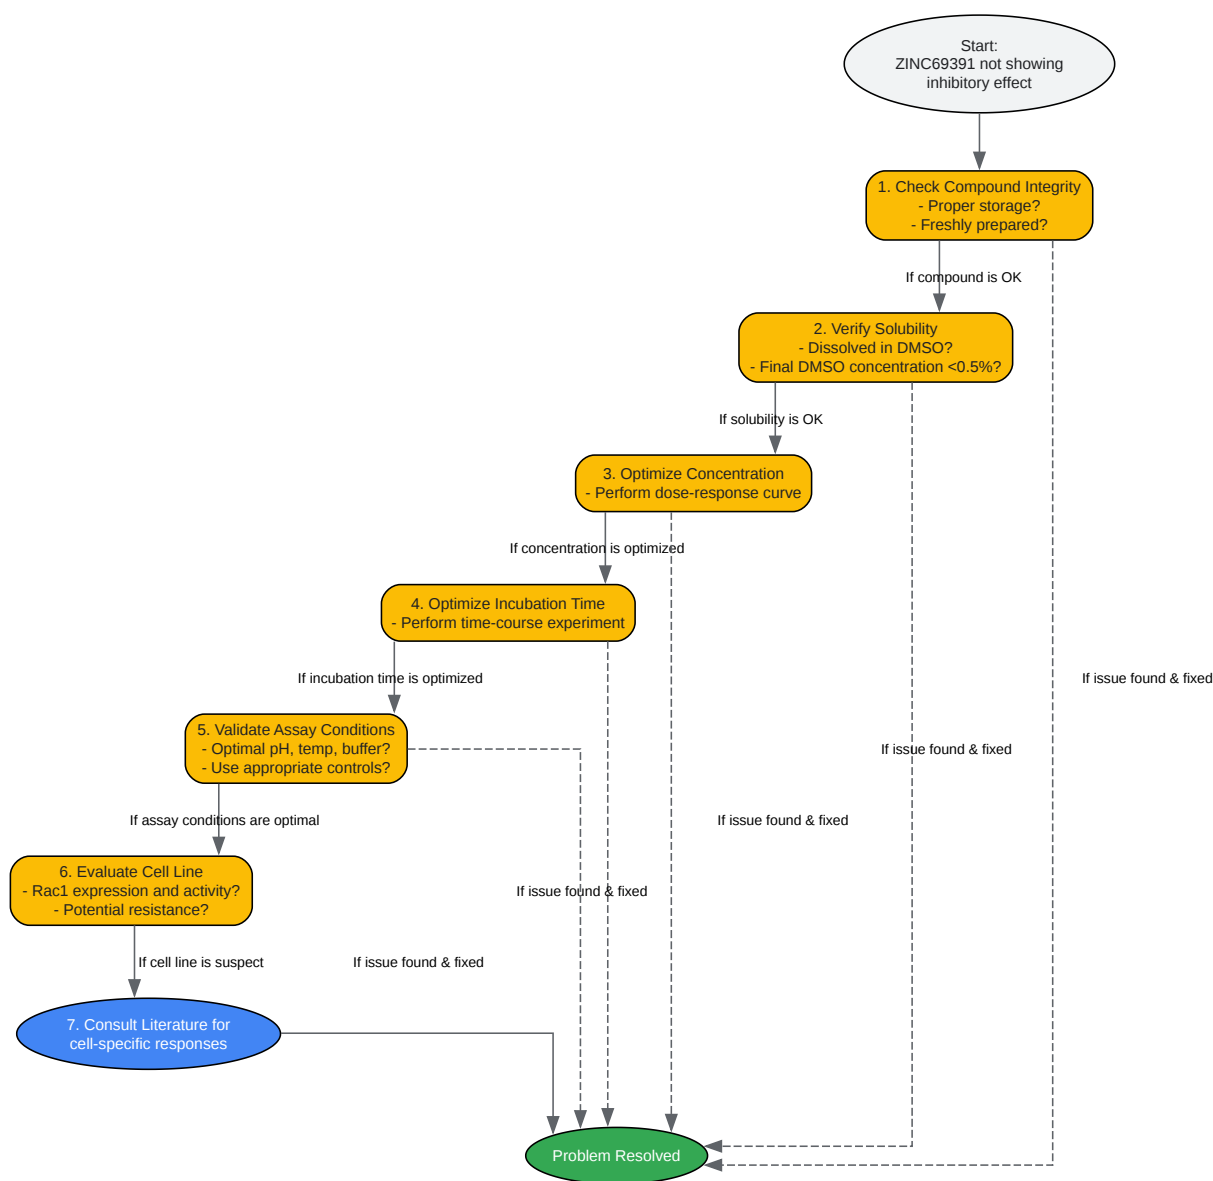 Start:
ZINC69391 not showing
inhibitory effect
1. Check Compound Integrity
- Proper storage?
- Freshly prepared?
If compound is OK
2. Verify Solubility
- Dissolved in DMSO?
- Final DMSO concentration <0.5%?
If solubility is OK
3. Optimize Concentration
- Perform dose-response curve
If concentration is optimized
4. Optimize Incubation Time
- Perform time-course experiment
If incubation time is optimized
If issue found & fixed
5. Validate Assay Conditions
- Optimal pH, temp, buffer?
- Use appropriate controls?
If issue found & fixed
If assay conditions are optimal
If issue found & fixed
6. Evaluate Cell Line
- Rac1 expression and activity?
- Potential resistance?
If issue found & fixed
If cell line is suspect
If issue found & fixed
7. Consult Literature for
cell-specific responses
Problem Resolved